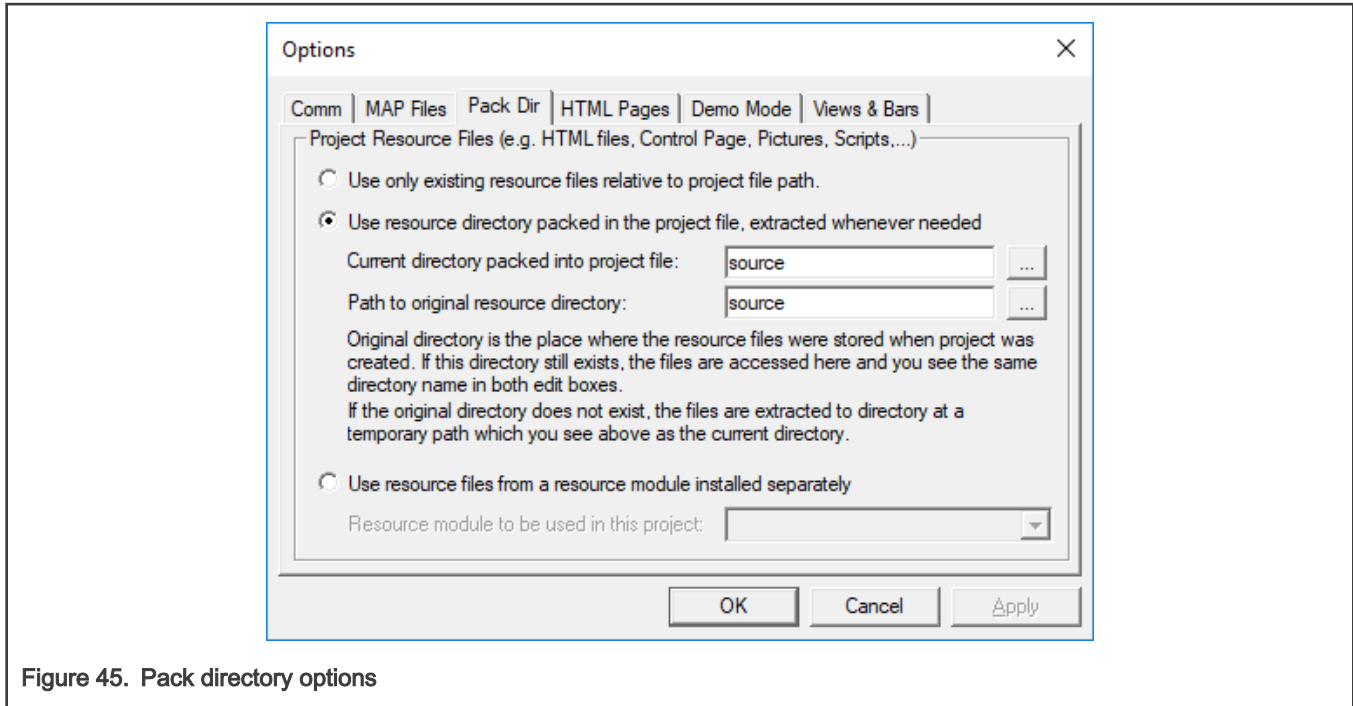 Options
Comm MAP Files Pack Dir HTML Pages Demo Mode Views & Bars
Project Resource Files (e.g. HTML files, Control Page, Pictures, Scripts,...)
Use only existing resource files relative to project file path.
Use resource directory packed in the project file, extracted whenever needed
Current directory packed into project file: source ...
Path to original resource directory: source ...
Original directory is the place where the resource files were stored when project was
created. If this directory still exists, the files are accessed here and you see the same
directory name in both edit boxes.
If the original directory does not exist, the files are extracted to directory at a
temporary path which you see above as the current directory.
Use resource files from a resource module installed separately
Resource module to be used in this project:
OK Cancel Apply
Figure 45. Pack directory options